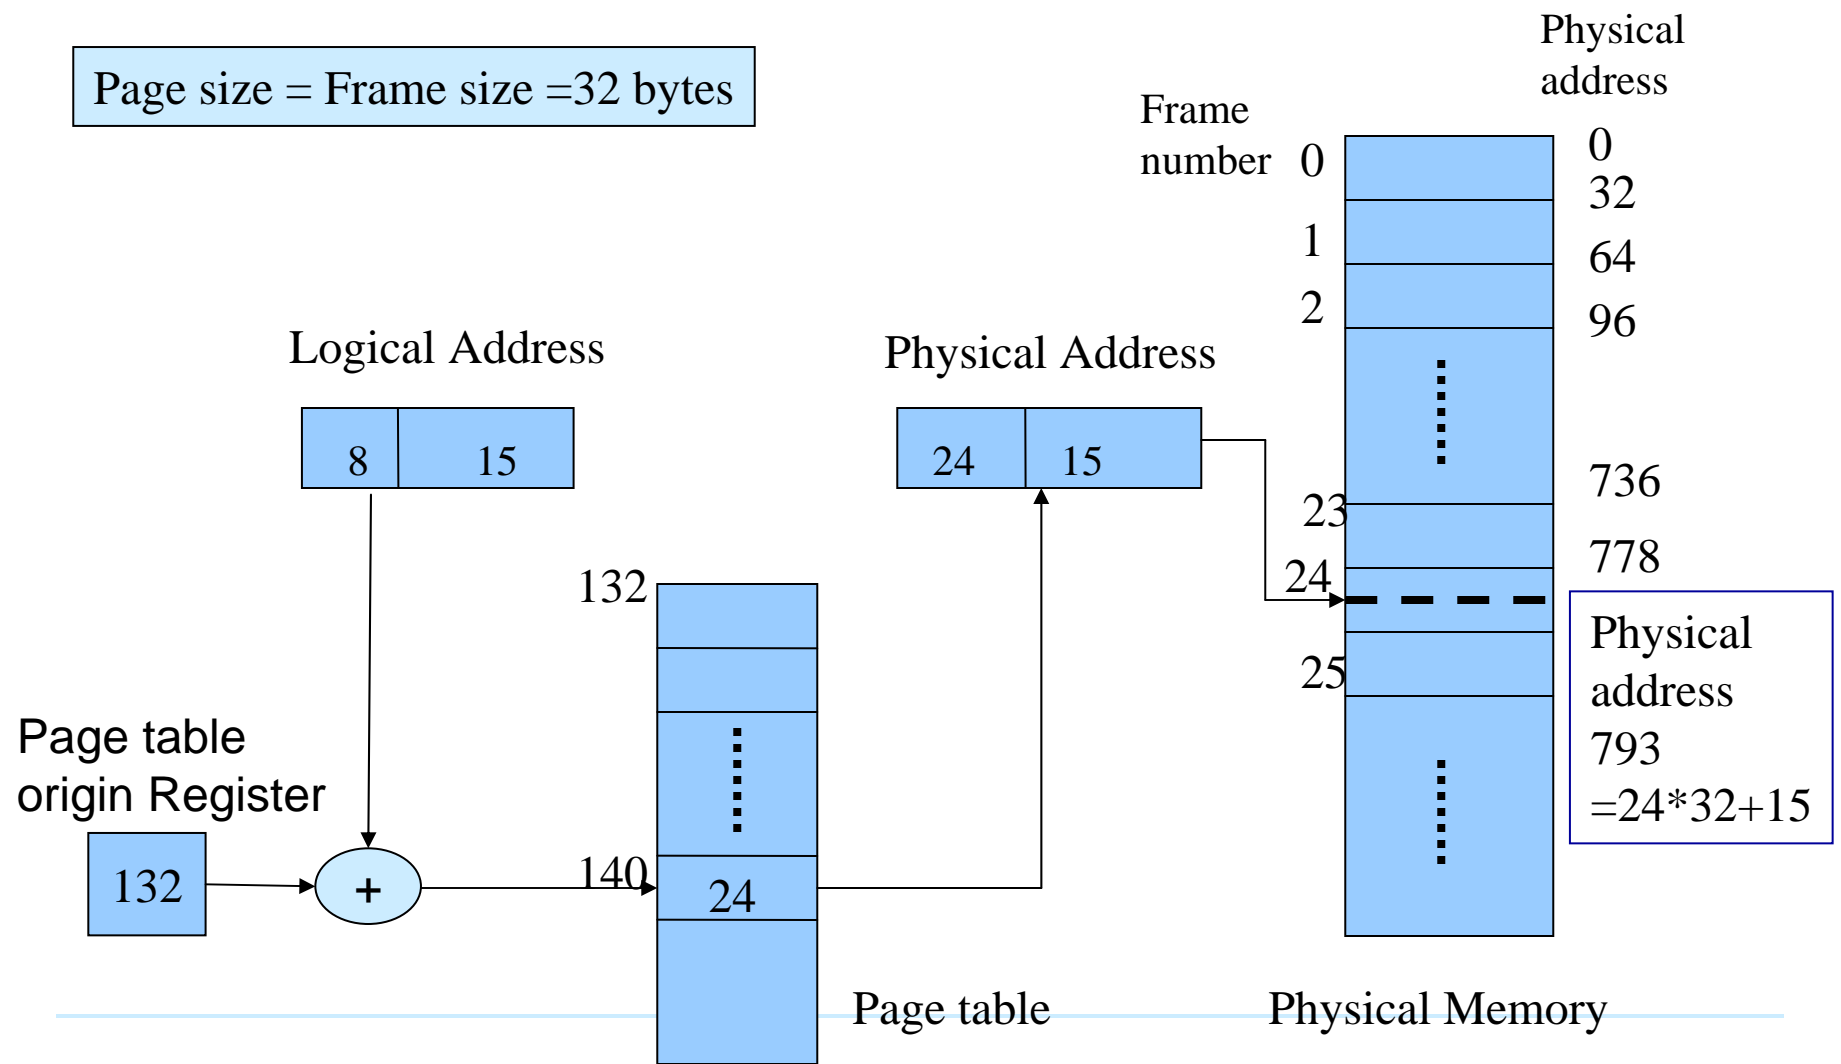 Page size = Frame size =32 bytes
Physical
address
Frame
number
0
0
32
1
64
2
96
Logical Address
8
15
Physical Address
24
15
736
23
778
24
132
25
Physical
address
793
=24*32+15
Page table
origin Register
132
+
140
24
Page table
Physical Memory